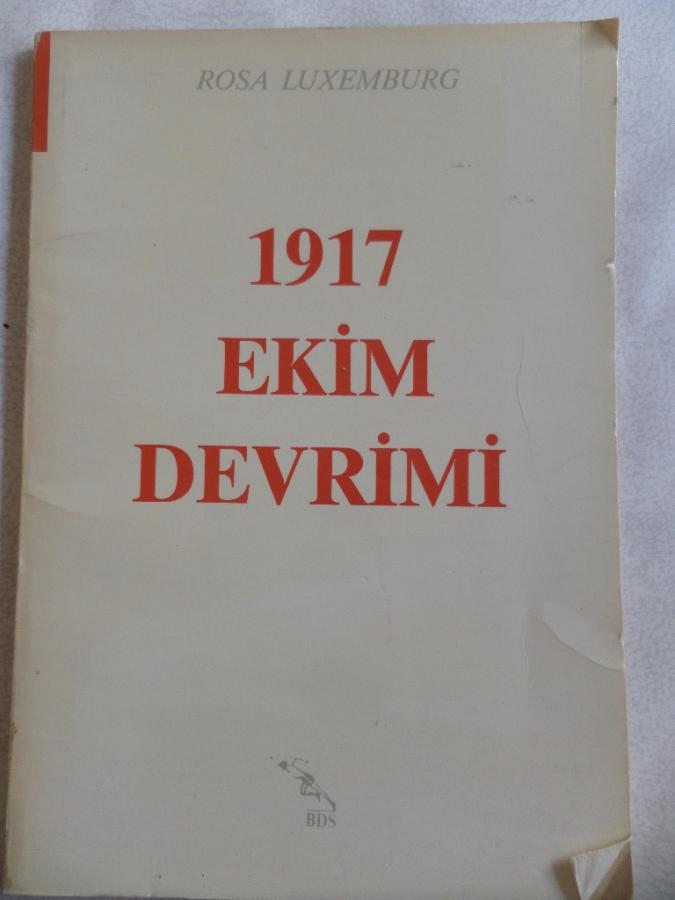 ROSA LUXEMBURG
1917
EKİM
DEVRİMİ
BDS